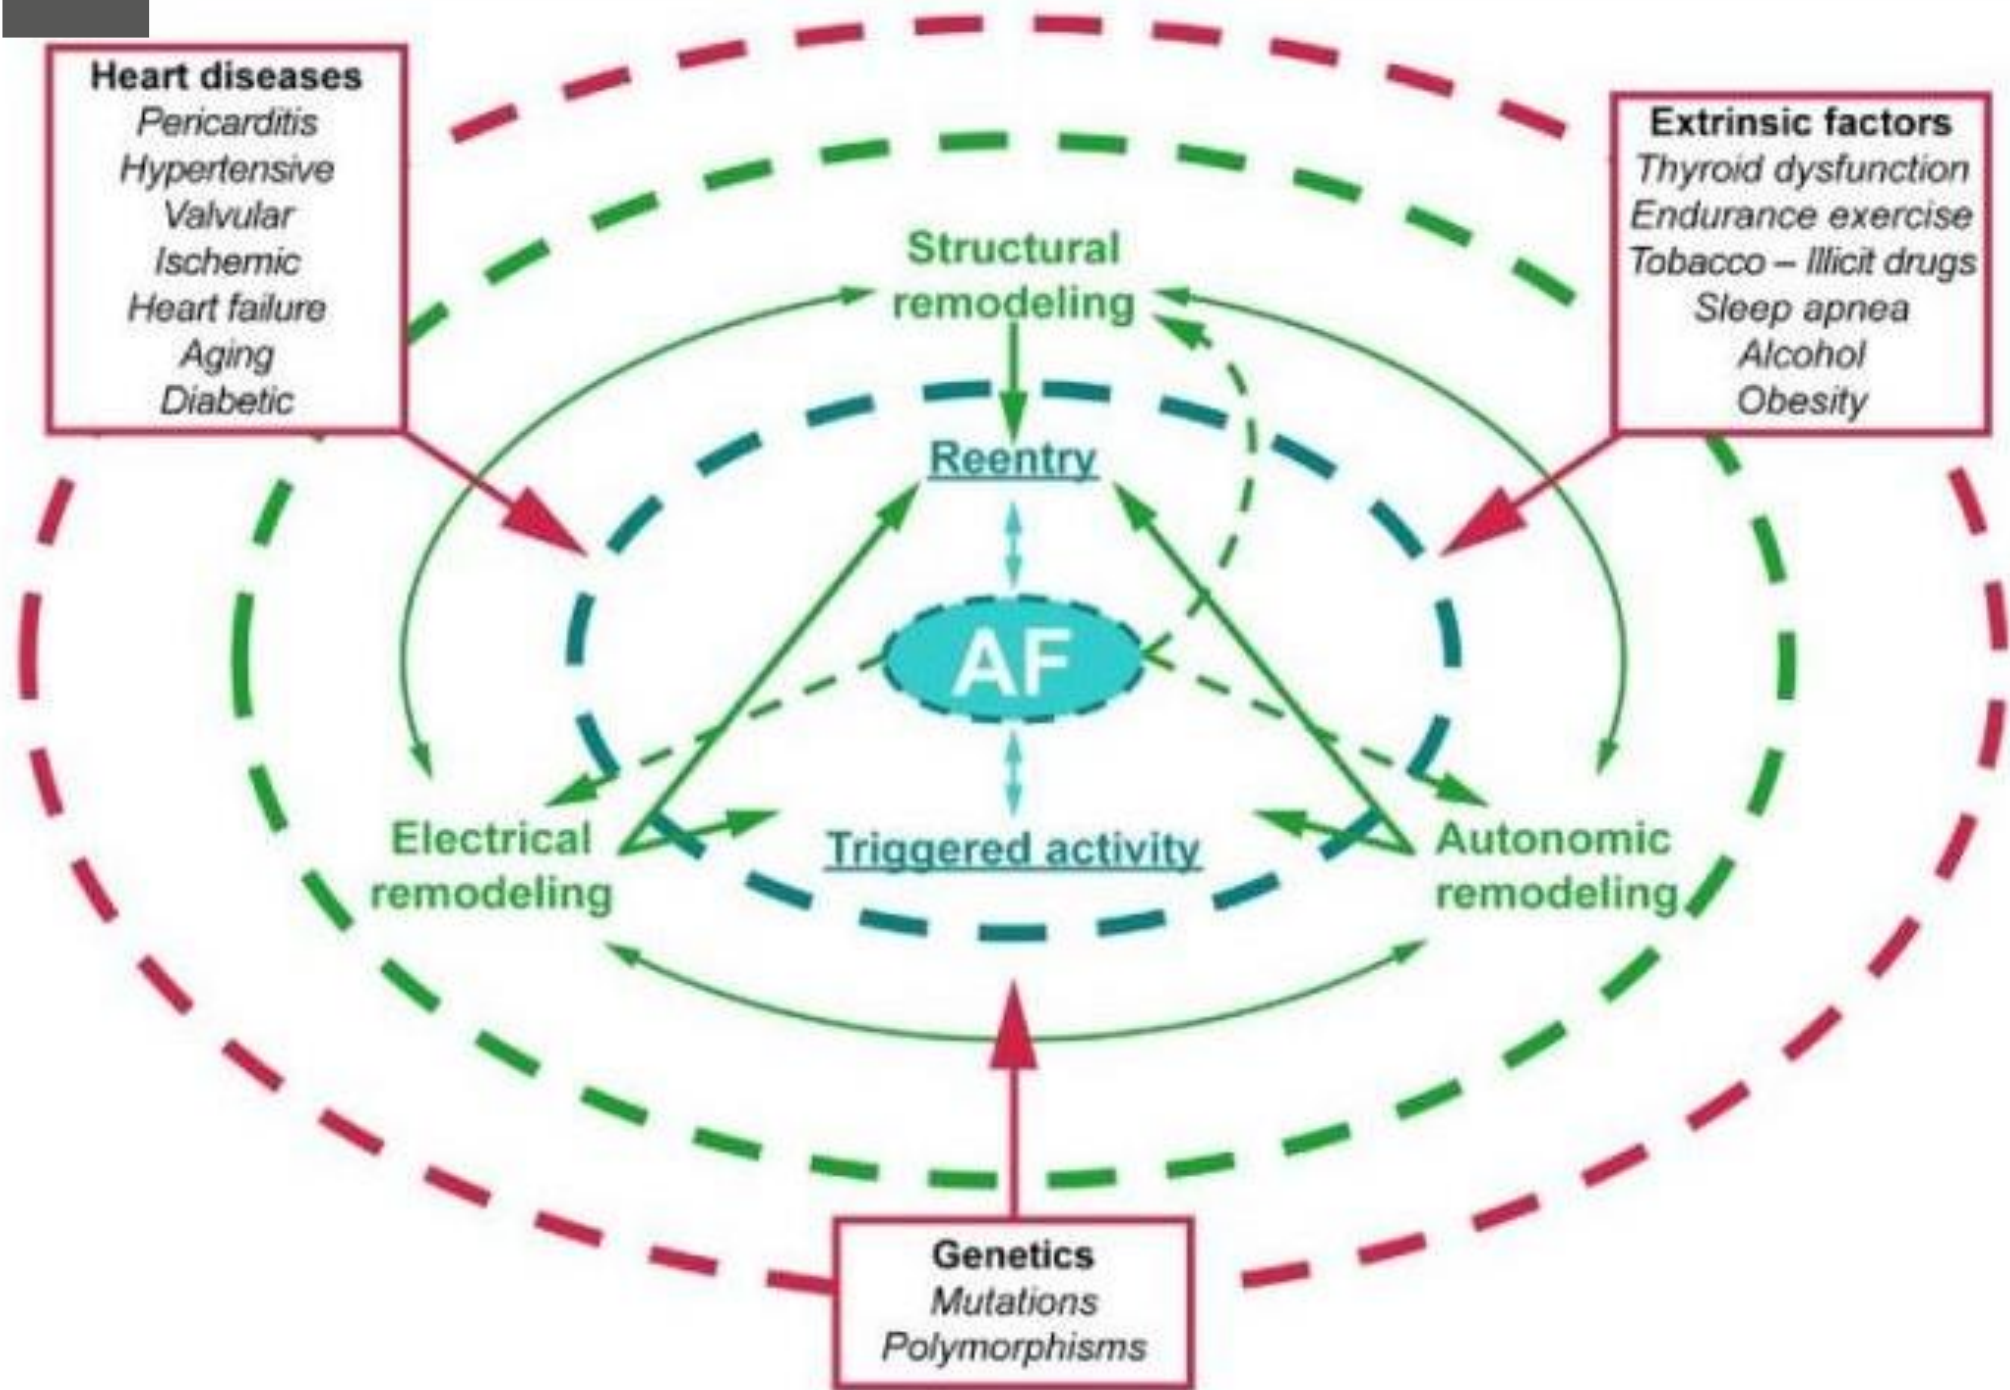 Heart diseases
Pericarditis
Hypertensive
Valvular
Ischemic
Heart failure
Aging
Diabetic
Extrinsic factors
Thyroid dysfunction
Endurance exercise
Tobacco – Illicit drugs
Sleep apnea
Alcohol
Obesity
Structural
remodeling
Reentry
AF
Triggered activity
Electrical
remodeling
Autonomic
remodeling
Genetics
Mutations
Polymorphisms